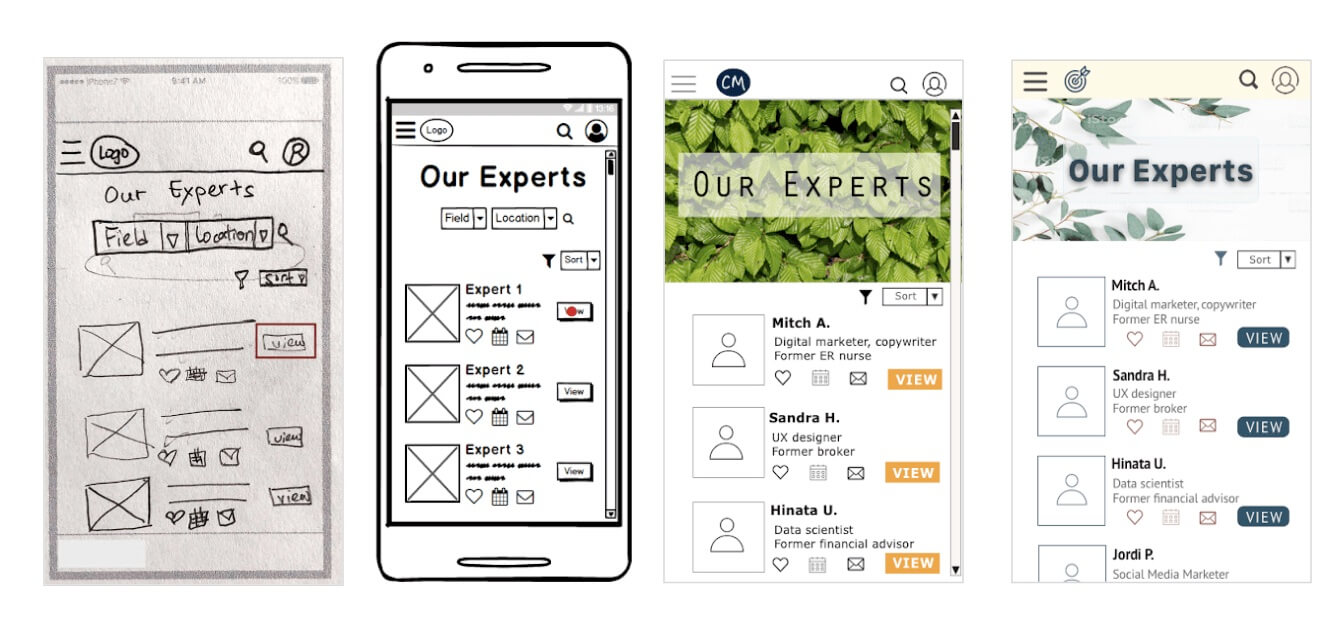 iPhone7
9:41 AM
100%
Logo
R
Our Experts
Field
Location
Sort
view
view
view
13:16
Logo
Our Experts
Field
Location
Sort
Expert 1
Expert 2
View
Expert 3
View
CM
OUR EXPERTS
Sort
Mitch A.
Digital marketer, copywriter
Former ER nurse
VIEW
Sandra H.
UX designer
Former broker
VIEW
Hinata U.
Data scientist
Former financial advisor
VIEW
Our Experts
Sort
Mitch A.
Digital marketer, copywriter
Former ER nurse
VIEW
Sandra H.
UX designer
Former broker
VIEW
Hinata U.
Data scientist
Former financial advisor
VIEW
Jordi P.
Social Media Marketer